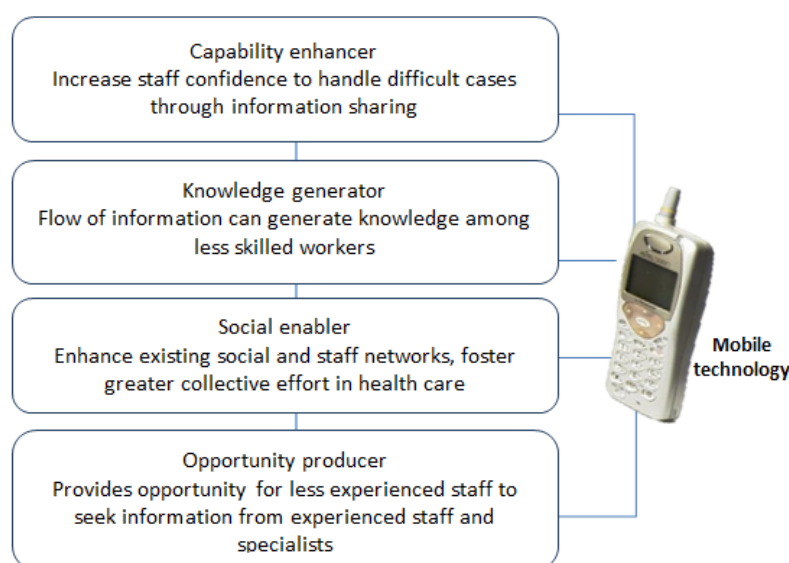 Capability enhancer
Increase staff confidence to handle difficult cases
through information sharing
Knowledge generator
Flow of information can generate knowledge among
less skilled workers
Social enabler
Enhance existing social and staff networks, foster
greater collective effort in health care
Opportunity producer
Provides opportunity for less experienced staff to
seek information from experienced staff and
specialists
Mobile
technology